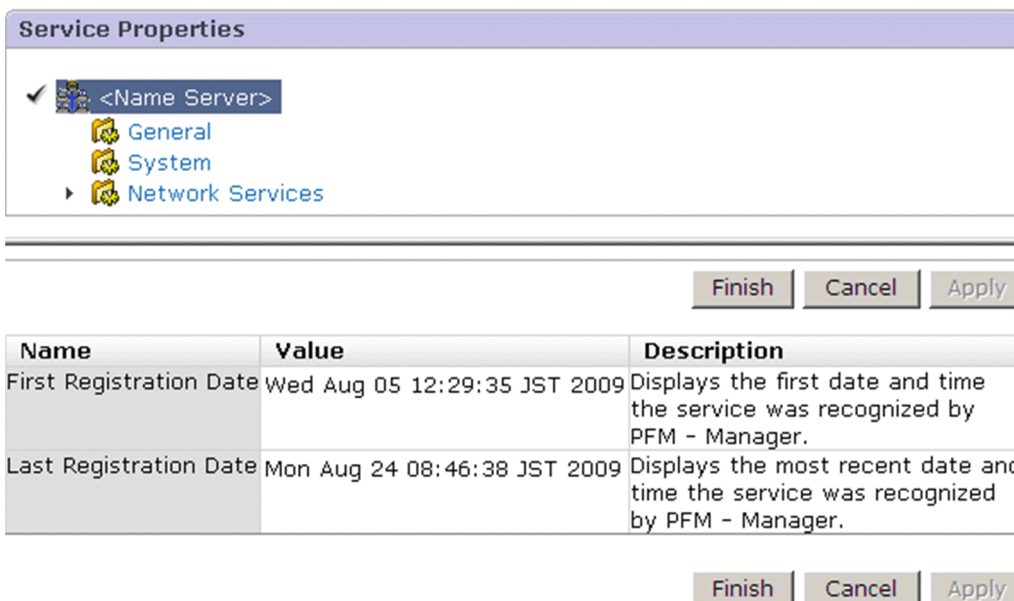 Service Properties
<Name Server>
General
System
Network Services
Finish Cancel Apply
Name Value Description
First Registration Date Wed Aug 05 12:29:35 JST 2009 Displays the first date and time
the service was recognized by
PFM - Manager.
Last Registration Date Mon Aug 24 08:46:38 JST 2009 Displays the most recent date and
time the service was recognized
by PFM - Manager.
Finish Cancel Apply